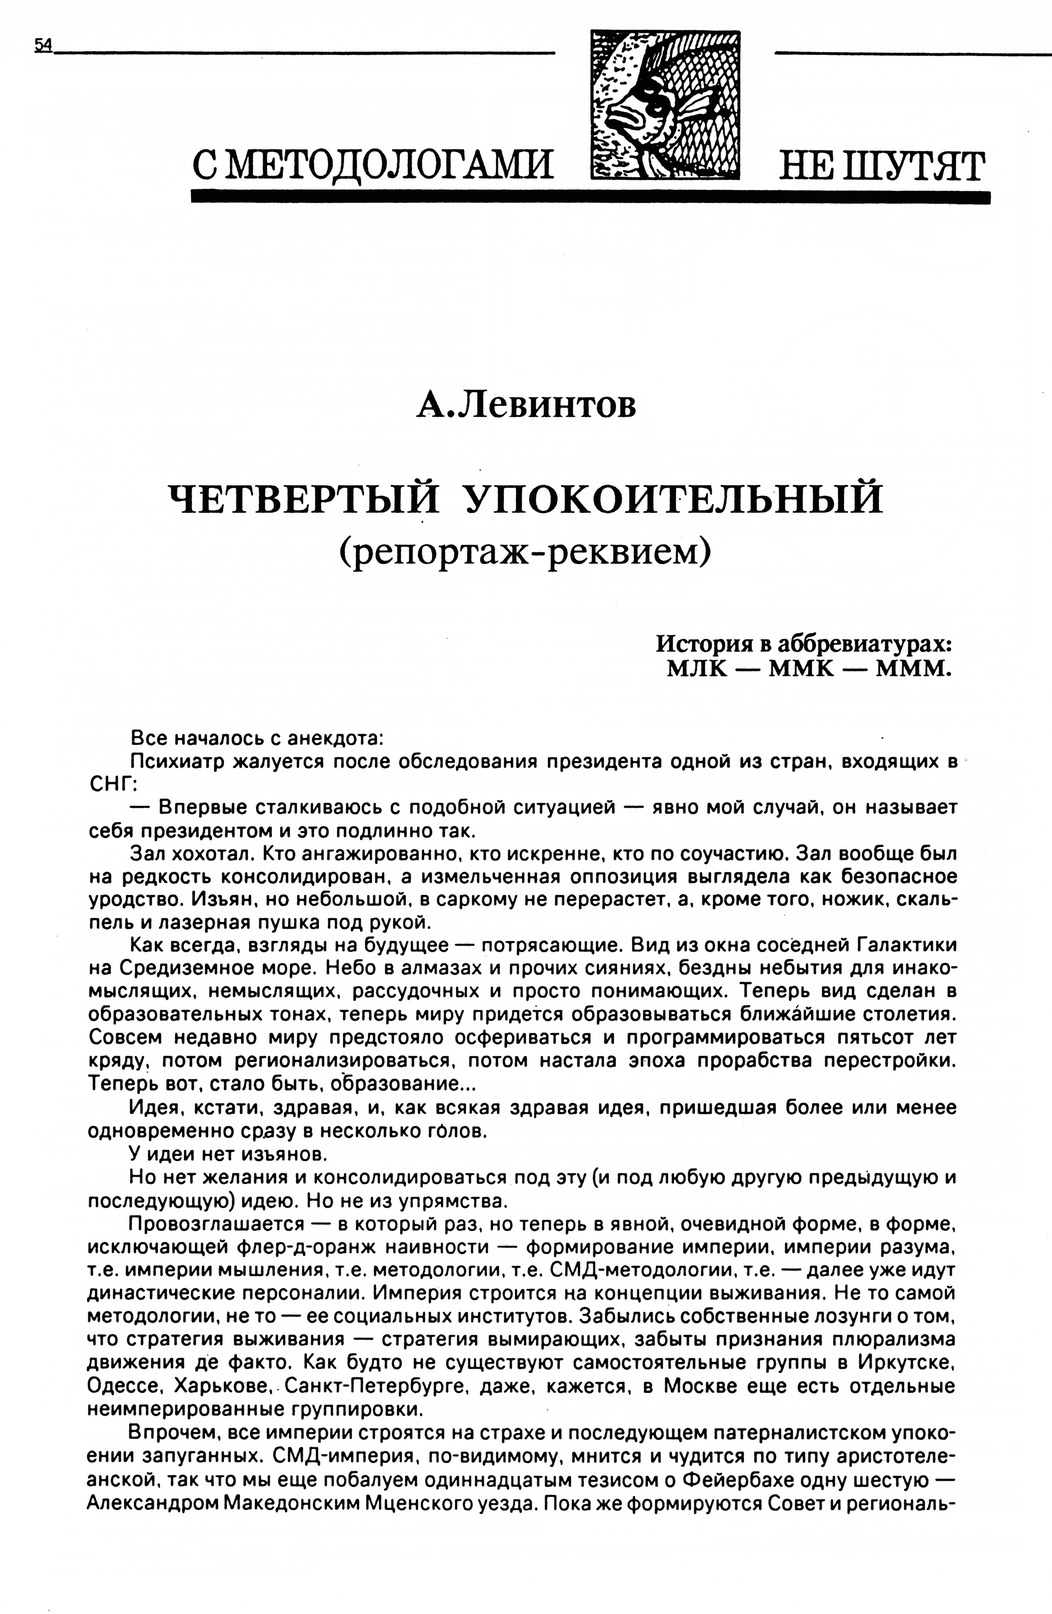 54
С МЕТОДОЛОГАМИ НЕ ШУТЯТ
А.Левинтов
ЧЕТВЕРТЫЙ УПОКОИТЕЛЬНЫЙ
(репортаж-реквием)
История в аббревиатурах:
МЛК — ММК — МММ.
Все началось с анекдота:
Психиатр жалуется после обследования президента одной из стран, входящих в
СНГ:
— Впервые сталкиваюсь с подобной ситуацией — явно мой случай, он называет
себя президентом и это подлинно так.
Зал хохотал. Кто ангажированно, кто искренне, кто по соучастию. Зал вообще был
на редкость консолидирован, а измельченная оппозиция выглядела как безопасное
уродство. Изъян, но небольшой, в саркому не перерастет, а, кроме того, ножик, скаль-
пель и лазерная пушка под рукой.
Как всегда, взгляды на будущее — потрясающие. Вид из окна соседней Галактики
на Средиземное море. Небо в алмазах и прочих сияниях, бездны небытия для инако-
мыслящих, немыслящих, рассудочных и просто понимающих. Теперь вид сделан в
образовательных тонах, теперь миру придется образовываться ближайшие столетия.
Совсем недавно миру предстояло осфериваться и программироваться пятьсот лет
кряду, потом регионализироваться, потом настала эпоха прорабства перестройки.
Теперь вот, стало быть, образование...
Идея, кстати, здравая, и, как всякая здравая идея, пришедшая более или менее
одновременно сразу в несколько голов.
У идеи нет изъянов.
Но нет желания и консолидироваться под эту (и под любую другую предыдущую и
последующую) идею. Но не из упрямства.
Провозглашается — в который раз, но теперь в явной, очевидной форме, в форме,
исключающей флер-д-оранж наивности — формирование империи, империи разума,
т.е. империи мышления, т.е. методологии, т.е. СМД-методологии, т.е. — далее уже идут
династические персоналии. Империя строится на концепции выживания. Не то самой
методологии, не то — ее социальных институтов. Забылись собственные лозунги о том,
что стратегия выживания — стратегия вымирающих, забыты признания плюрализма
движения де факто. Как будто не существуют самостоятельные группы в Иркутске,
Одессе, Харькове, Санкт-Петербурге, даже, кажется, в Москве еще есть отдельные
неимперированные группировки.
Впрочем, все империи строятся на страхе и последующем патерналистском упоко-
ении запуганных. СМД-империя, по-видимому, мнится и чудится по типу аристотеле-
анской, так что мы еще побалуем одиннадцатым тезисом о Фейербахе одну шестую —
Александром Македонским Мценского уезда. Пока же формируются Совет и региональ-